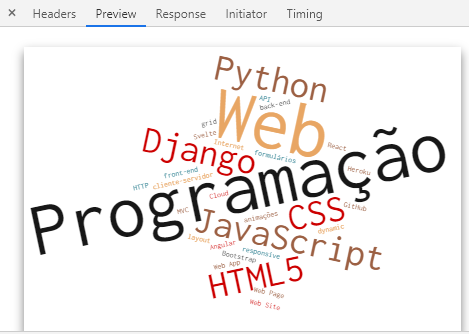 × Headers Preview Response Initiator Timing
Python
API
back-end
Web
grid
Svelte
Internet
React
Django
formulários
front-end
Heroku
HTTP
cliente-servidor
Programação
Cloud
MVC
animações
CSS
GitHub
JavaScript
dynamic
layout
Angular
responsive
Bootstrap
Web App
HTML5
Web Page
Web Site